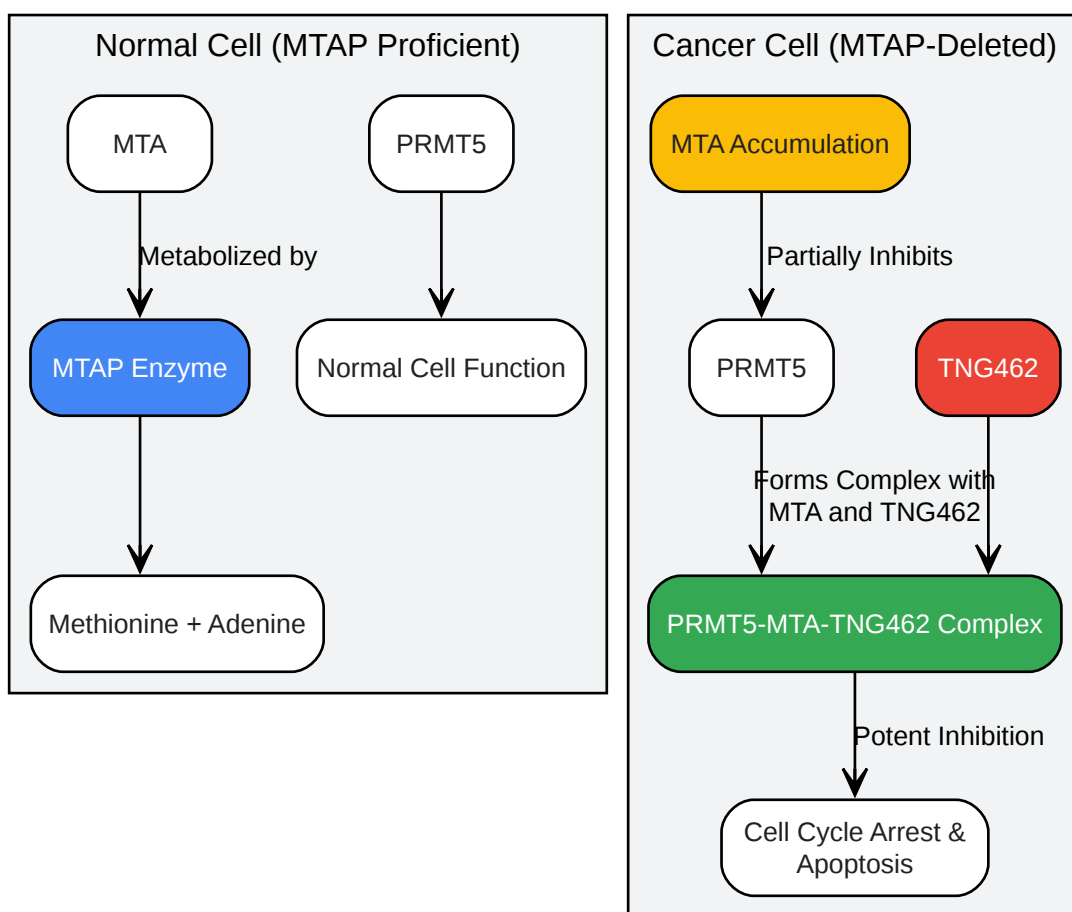 Normal Cell (MTAP Proficient)
MTA
PRMT5
Metabolized by
MTAP Enzyme
Normal Cell Function
Methionine + Adenine
Cancer Cell (MTAP-Deleted)
MTA Accumulation
Partially Inhibits
PRMT5
TNG462
Forms Complex with
MTA and TNG462
PRMT5-MTA-TNG462 Complex
Potent Inhibition
Cell Cycle Arrest &
Apoptosis